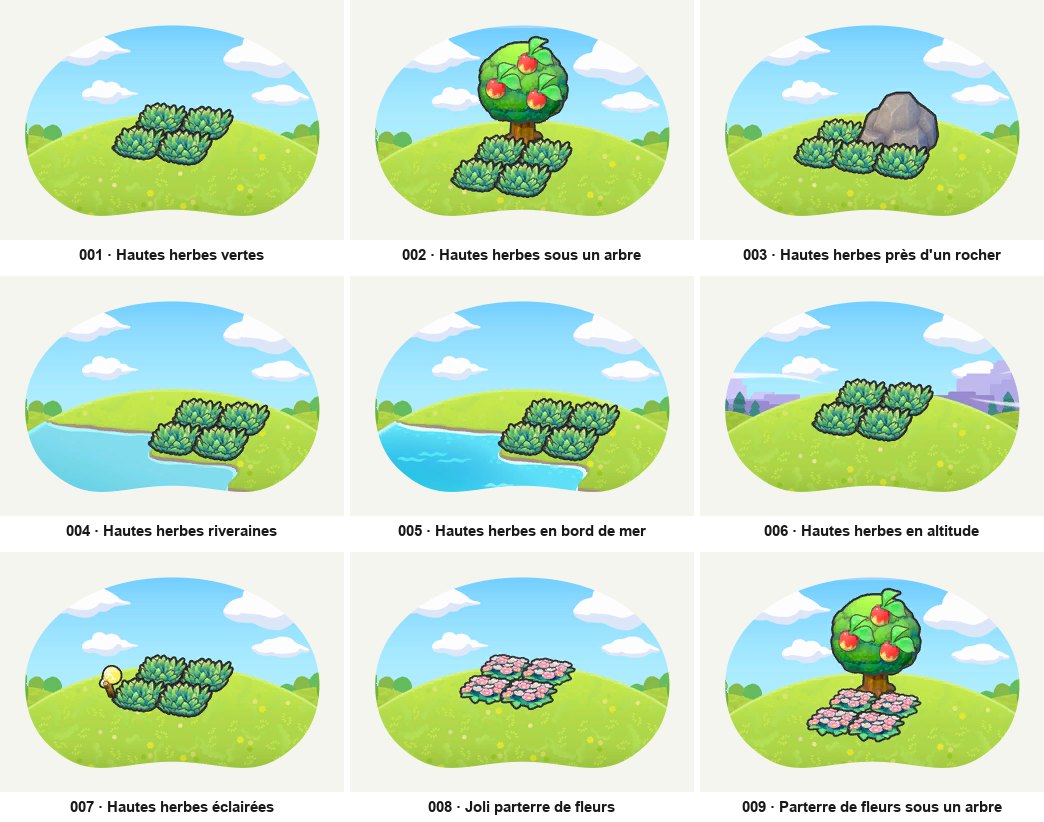 001 · Hautes herbes vertes
002 · Hautes herbes sous un arbre
003 · Hautes herbes près d'un rocher
004 · Hautes herbes riveraines
005 · Hautes herbes en bord de mer
006 · Hautes herbes en altitude
007 · Hautes herbes éclairées
008 · Joli parterre de fleurs
009 · Parterre de fleurs sous un arbre